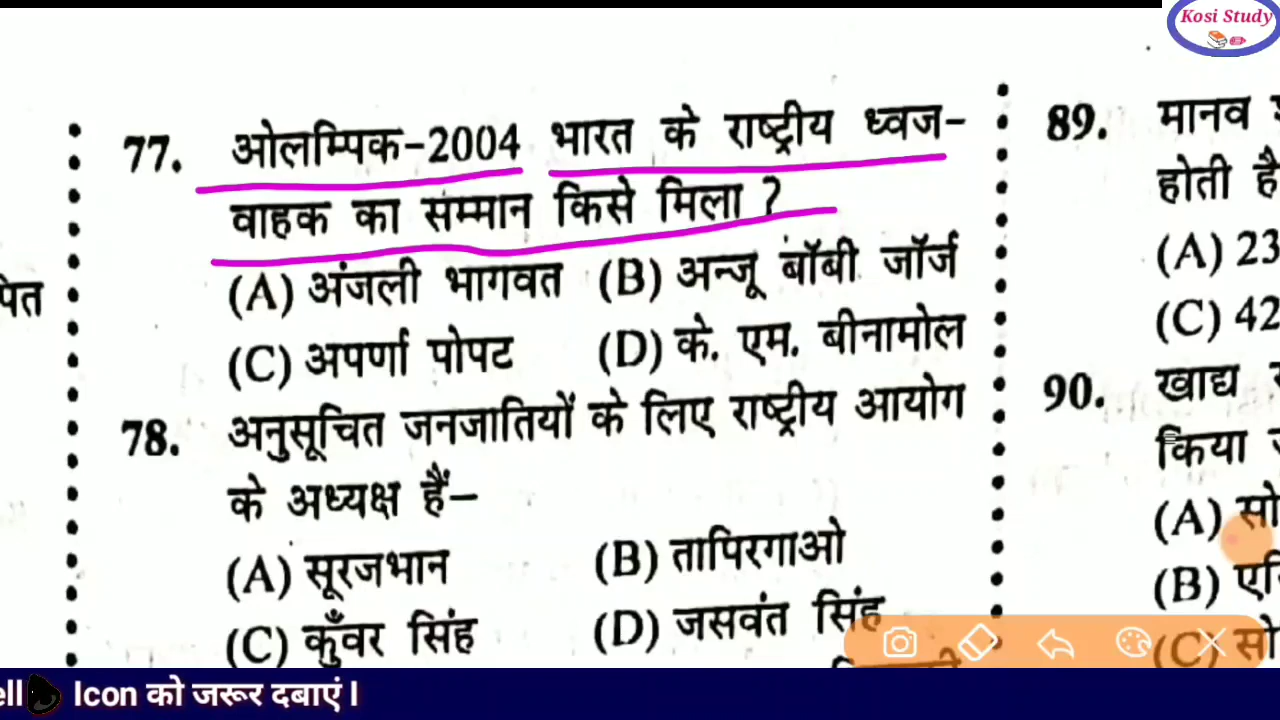 Kosi Study
77. ओलम्पिक-2004 भारत के राष्ट्रीय ध्वज-
वाहक का सम्मान किसे मिला ?
(A) अंजली भागवत (B) अन्जू बॉबी जॉर्ज
(C) अपर्णा पोपट (D) के. एम. बीनामोल
78. अनुसूचित जनजातियों के लिए राष्ट्रीय आयोग
के अध्यक्ष हैं–
(A) सूरजभान (B) तापिरगाओ
(C) कुँवर सिंह (D) जसवंत सिंह
89. मानव
होती है
(A) 23
(C) 42
90. खाद्य
किया
(A) सो
(B)
(C) सो
Icon को जरूर दबाएं I